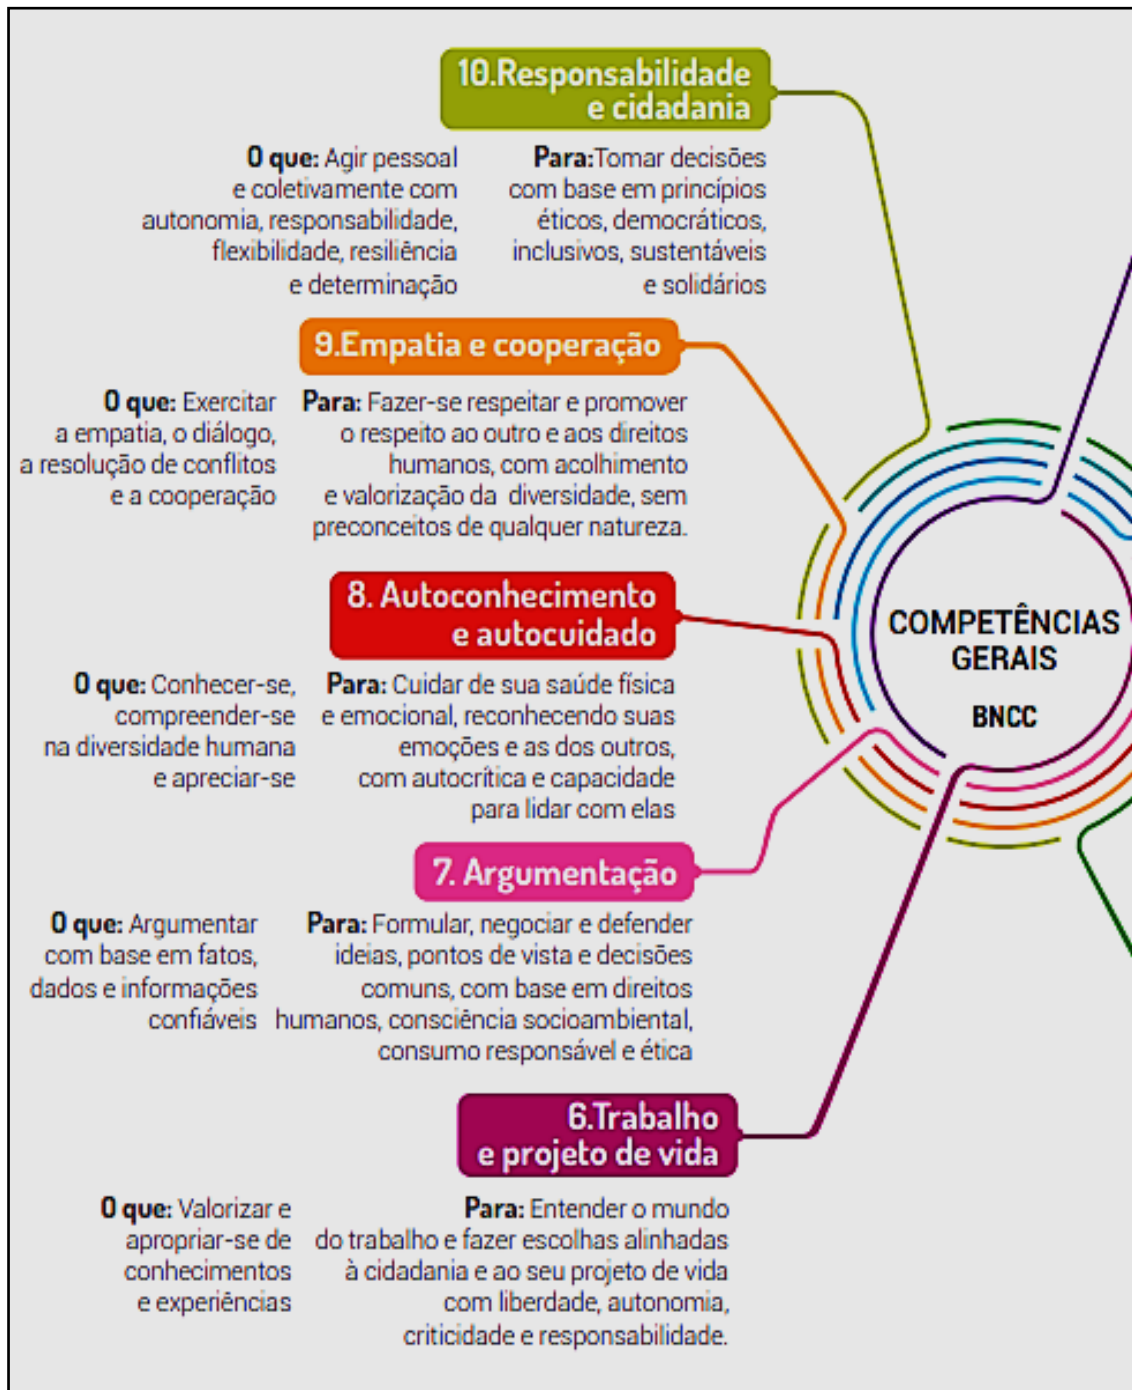 10.Responsabilidade
e cidadania
O que: Agir pessoal
e coletivamente com
autonomia, responsabilidade,
flexibilidade, resiliência
e determinação
Para:Tomar decisões
com base em princípios
éticos, democráticos,
inclusivos, sustentáveis
e solidários
9.Empatia e cooperação
O que: Exercitar
a empatia, o diálogo,
a resolução de conflitos
e a cooperação
Para: Fazer-se respeitar e promover
o respeito ao outro e aos direitos
humanos, com acolhimento
e valorização da diversidade, sem
preconceitos de qualquer natureza.
8. Autoconhecimento
e autocuidado
O que: Conhecer-se,
compreender-se
na diversidade humana
e apreciar-se
Para: Cuidar de sua saúde física
e emocional, reconhecendo suas
emoções e as dos outros,
com autocrítica e capacidade
para lidar com elas
7. Argumentação
O que: Argumentar
com base em fatos,
dados e informações
confiáveis
Para: Formular, negociar e defender
ideias, pontos de vista e decisões
comuns, com base em direitos
humanos, consciência socioambiental,
consumo responsável e ética
6.Trabalho
e projeto de vida
O que: Valorizar e
apropriar-se de
conhecimentos
e experiências
Para: Entender o mundo
do trabalho e fazer escolhas alinhadas
à cidadania e ao seu projeto de vida
com liberdade, autonomia,
criticidade e responsabilidade.
COMPETÊNCIAS
GERAIS
BNCC